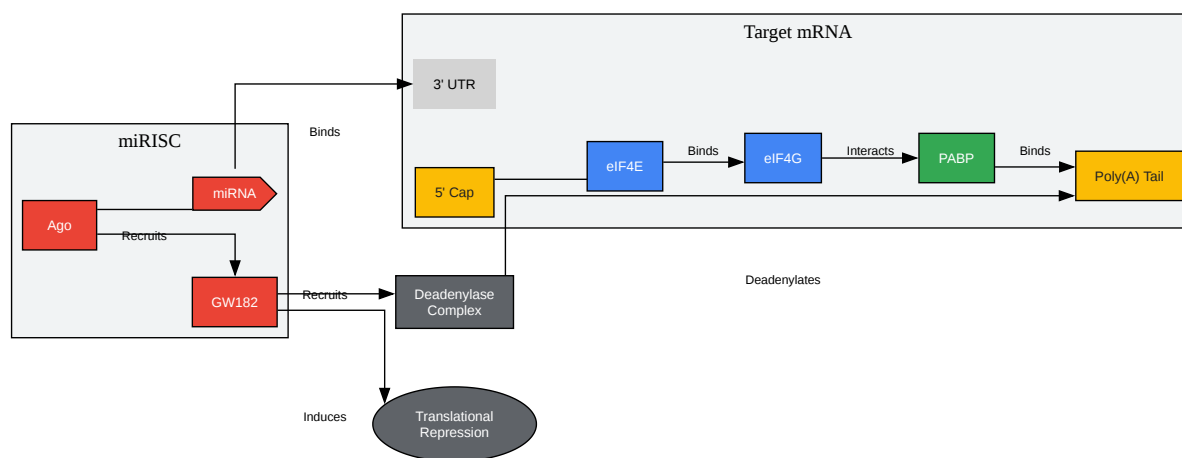 Target mRNA
3' UTR
Binds
miRISC
miRNA
Ago
Recruits
GW182
5' Cap
eIF4E
Binds
eIF4G
Interacts
PABP
Binds
Poly(A) Tail
Recruits
Deadenylase
Complex
Deadenylates
Induces
Translational
Repression